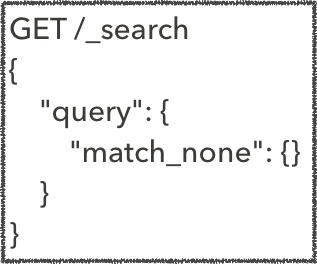 GET /_search
{
    "query": {
        "match_none": {}
    }
}